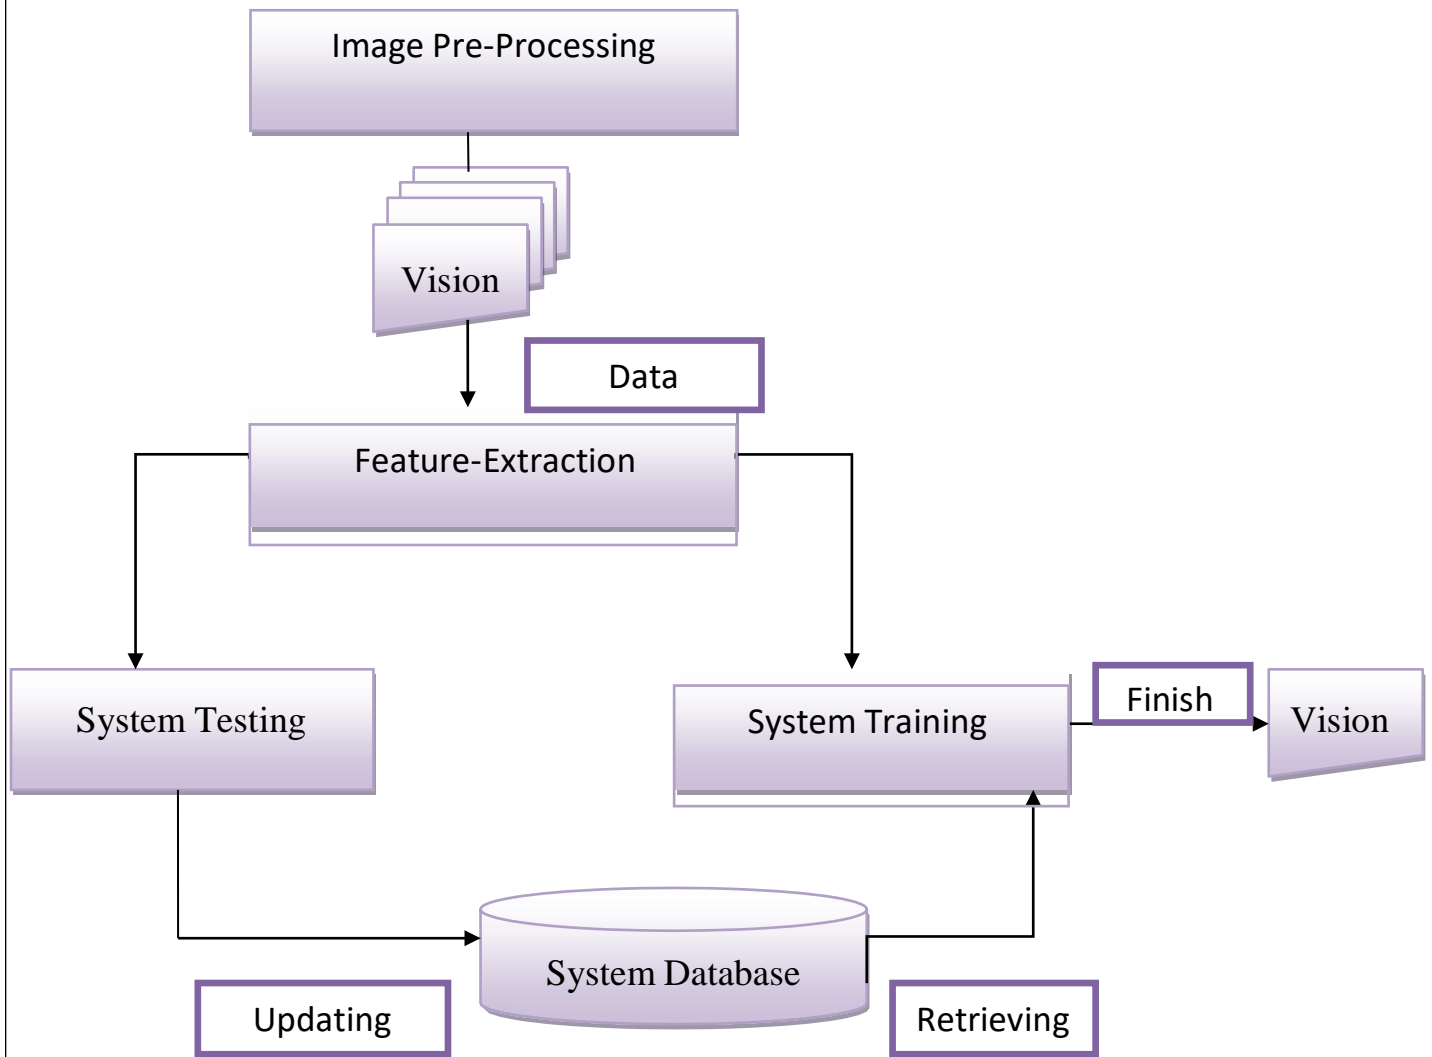 Image Pre-Processing
Vision
Data
Feature-Extraction
System Testing
System Training
Finish
Vision
System Database
Updating
Retrieving